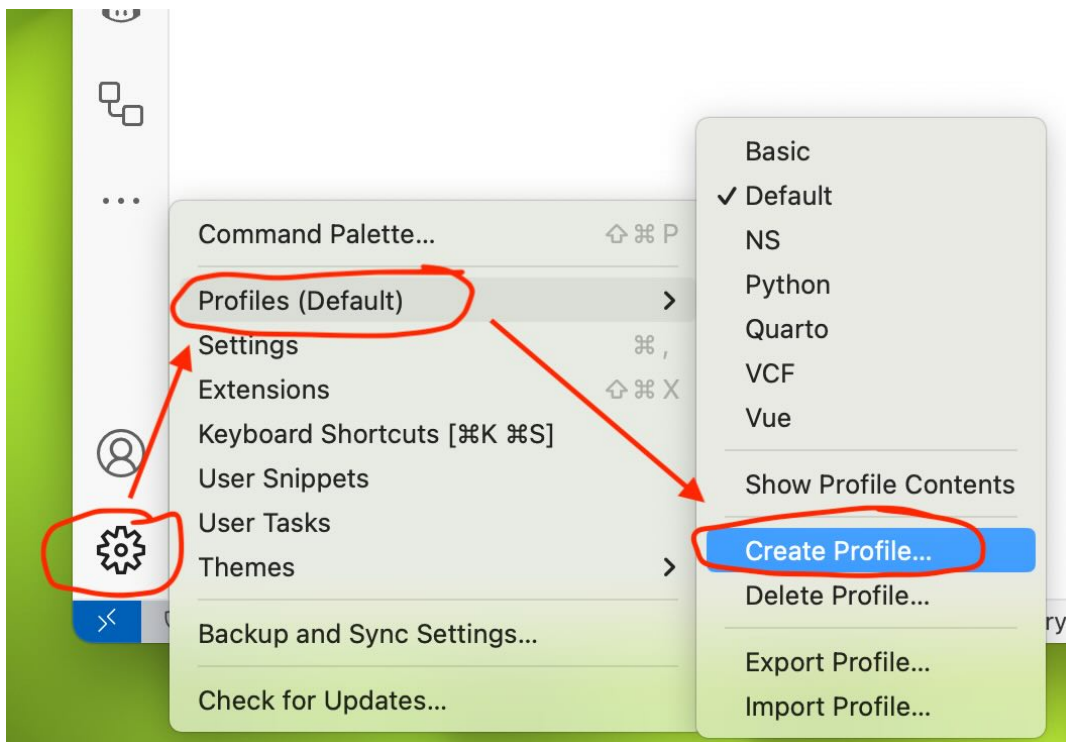 Command Palette... ⇧⌘P
Profiles (Default)
Settings ⌘,
Extensions ⇧⌘X
Keyboard Shortcuts [⌘K ⌘S]
User Snippets
User Tasks
Themes
Backup and Sync Settings...
Check for Updates...
Basic
✓ Default
NS
Python
Quarto
VCF
Vue
Show Profile Contents
Create Profile...
Delete Profile...
Export Profile...
Import Profile...
ry